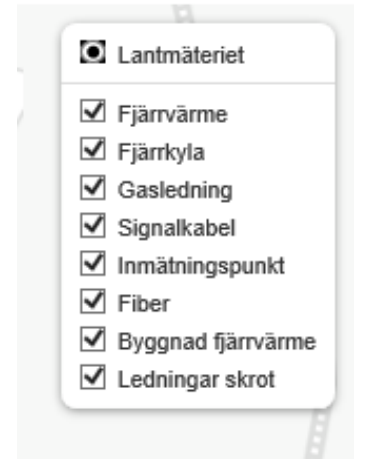 Lantmäteriet
Fjärrvärme
Fjärrkyla
Gasledning
Signalkabel
Inmätningspunkt
Fiber
Byggnad fjärrvärme
Ledningar skrot